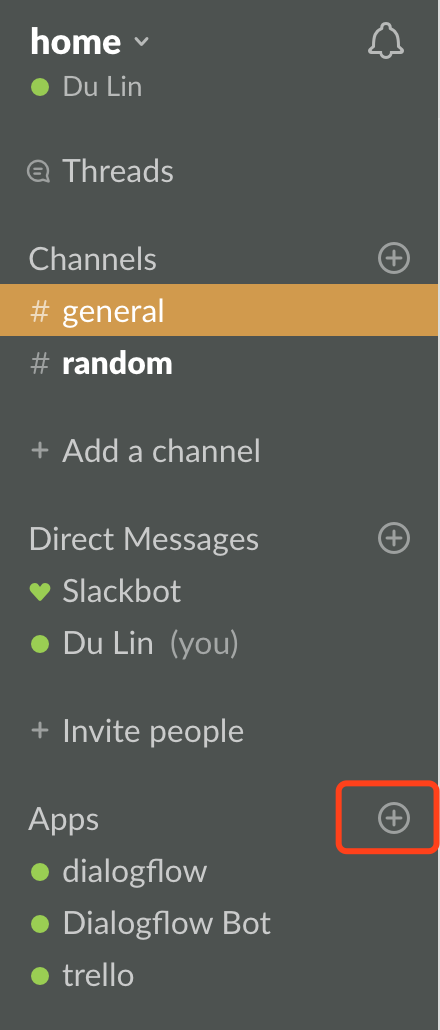 home
Du Lin
Threads
Channels
# general
# random
+ Add a channel
Direct Messages
Slackbot
Du Lin (you)
+ Invite people
Apps
dialogflow
Dialogflow Bot
trello